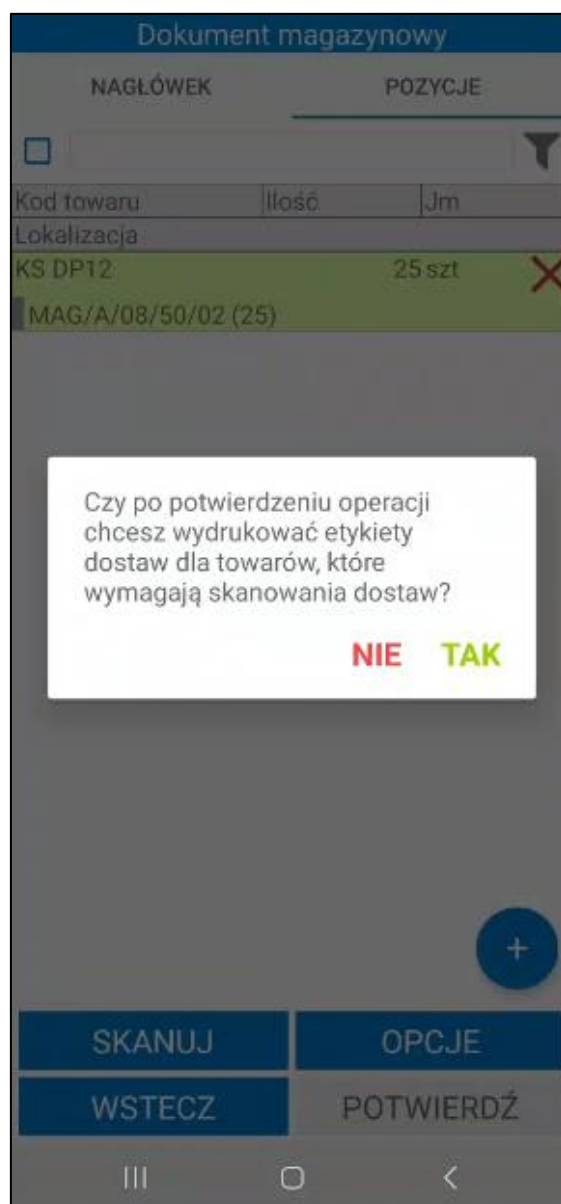 Dokument magazynowy
NAGŁÓWEK POZYCJE
Kod towaru Ilość Jm
Lokalizacja
KS DP12 25 szt
MAG/A/08/50/02 (25)
Czy po potwierdzeniu operacji
chcesz wydrukować etykiety
dostaw dla towarów, które
wymagają skanowania dostaw?
NIE TAK
+
SKANUJ OPCJE
WSTECZ POTWIERDŹ